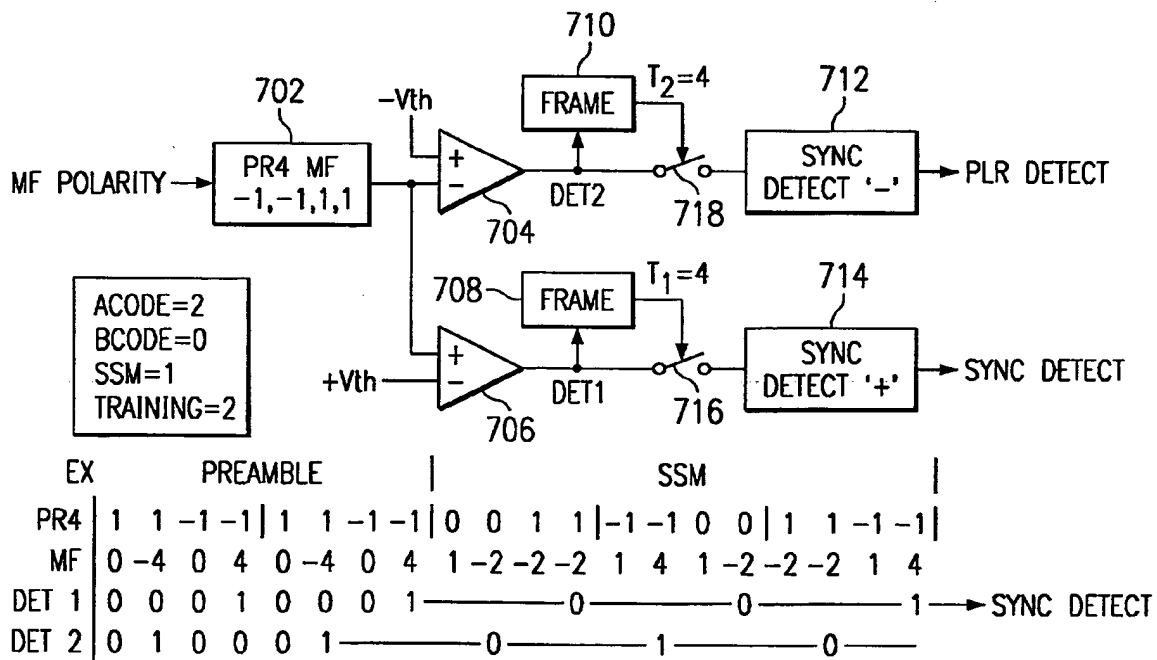 710
702
T2=4
712
-Vth
FRAME
MF POLARITY
PR4 MF
-1,-1,1,1
+
-
SYNC
DETECT '-'
PLR DETECT
704
DET2
718
708
T1=4
714
ACODE=2
BCODE=0
SSM=1
TRAINING=2
FRAME
+
-
+Vth
SYNC
DETECT '+'
SYNC DETECT
706
DET1
716
EX PREAMBLE | SSM |
PR4 | 1 1 -1 -1 | 1 1 -1 -1 | 0 0 1 1 | -1 -1 0 0 | 1 1 -1 -1 |
MF | 0 -4 0 4 0 -4 0 4 1 -2 -2 -2 1 4 1 -2 -2 -2 1 4
DET 1 | 0 0 0 1 0 0 0 1 0 0 1 SYNC DETECT
DET 2 | 0 1 0 0 0 1 0 1 0